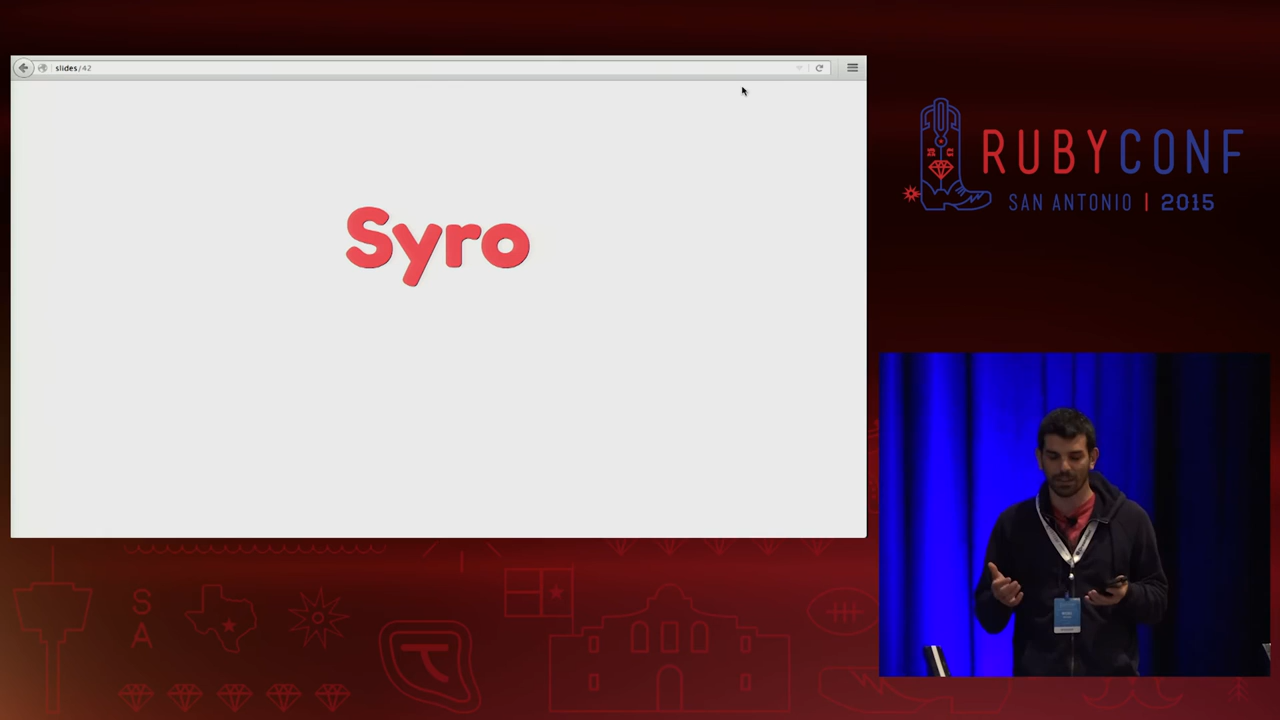 slides/42
Syro
RUBYCONF
SAN ANTONIO | 2015
S
A